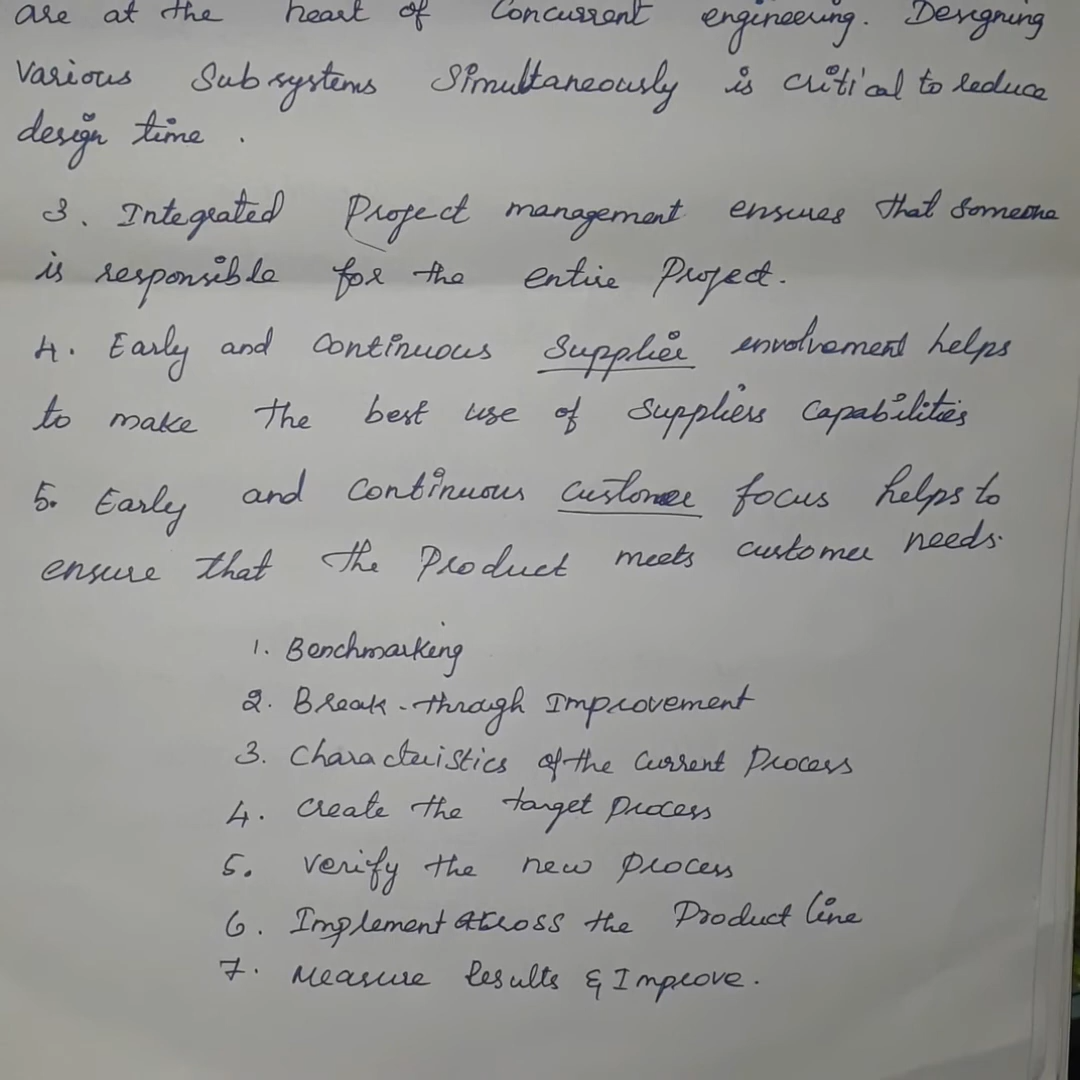 are at the heart of Concurrent engineering. Designing
Various Subsystems Simultaneously is critical to reduce
design time .
3. Integrated Project management ensures that Someone
is responsible for the entire Project.
4. Early and Continuous Supplier involvement helps
to make the best use of Suppliers Capabilities
5. Early and Continuous Customer focus helps to
ensure that the Product meets customer needs.
1. Benchmarking
2. Break-through Improvement
3. Characteristics of the Current Process
4. Create the target Process
5. Verify the new Process
6. Implement across the Product line
7. Measure Results & Improve.